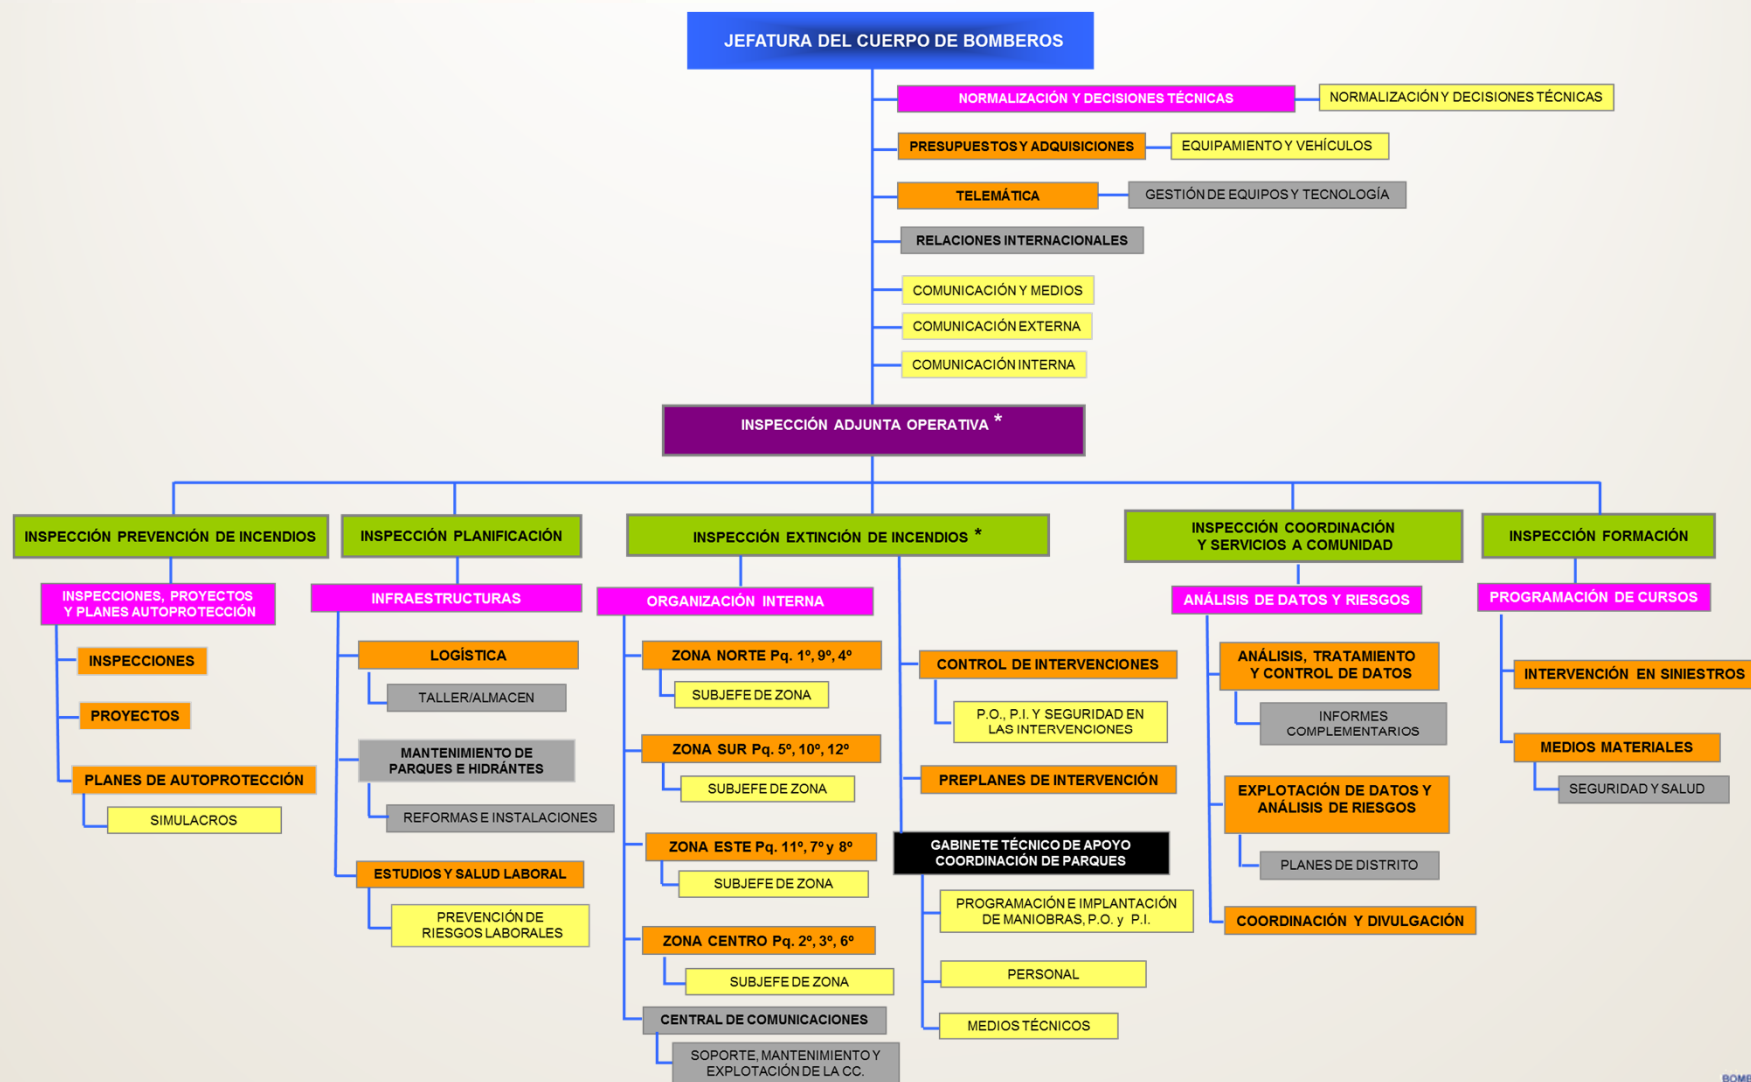 JEFATURA DEL CUERPO DE BOMBEROS
NORMALIZACIÓN Y DECISIONES TÉCNICAS
NORMALIZACIÓN Y DECISIONES TÉCNICAS
PRESUPUESTOS Y ADQUISICIONES
EQUIPAMIENTO Y VEHÍCULOS
TELEMÁTICA
GESTIÓN DE EQUIPOS Y TECNOLOGÍA
RELACIONES INTERNACIONALES
COMUNICACIÓN Y MEDIOS
COMUNICACIÓN EXTERNA
COMUNICACIÓN INTERNA
INSPECCIÓN ADJUNTA OPERATIVA *
INSPECCIÓN PREVENCIÓN DE INCENDIOS
INSPECCIONES, PROYECTOS
Y PLANES AUTOPROTECCIÓN
INSPECCIONES
PROYECTOS
PLANES DE AUTOPROTECCIÓN
SIMULACROS
INSPECCIÓN PLANIFICACIÓN
INFRAESTRUCTURAS
LOGÍSTICA
TALLER/ALMACEN
MANTENIMIENTO DE
PARQUES E HIDRÁNTES
REFORMAS E INSTALACIONES
ESTUDIOS Y SALUD LABORAL
PREVENCIÓN DE
RIESGOS LABORALES
INSPECCIÓN EXTINCIÓN DE INCENDIOS *
ORGANIZACIÓN INTERNA
ZONA NORTE Pq. 1º, 9º, 4º
SUBJEFE DE ZONA
ZONA SUR Pq. 5º, 10º, 12º
SUBJEFE DE ZONA
ZONA ESTE Pq. 11º, 7º y 8º
SUBJEFE DE ZONA
ZONA CENTRO Pq. 2º, 3º, 6º
SUBJEFE DE ZONA
CENTRAL DE COMUNICACIONES
SOPORTE, MANTENIMIENTO Y
EXPLOTACIÓN DE LA CC.
CONTROL DE INTERVENCIONES
P.O., P.I. Y SEGURIDAD EN
LAS INTERVENCIONES
PREPLANES DE INTERVENCIÓN
GABINETE TÉCNICO DE APOYO
COORDINACIÓN DE PARQUES
PROGRAMACIÓN E IMPLANTACIÓN
DE MANIOBRAS, P.O. y P.I.
PERSONAL
MEDIOS TÉCNICOS
INSPECCIÓN COORDINACIÓN
Y SERVICIOS A COMUNIDAD
ANÁLISIS DE DATOS Y RIESGOS
ANÁLISIS, TRATAMIENTO
Y CONTROL DE DATOS
INFORMES
COMPLEMENTARIOS
EXPLOTACIÓN DE DATOS Y
ANÁLISIS DE RIESGOS
PLANES DE DISTRITO
COORDINACIÓN Y DIVULGACIÓN
INSPECCIÓN FORMACIÓN
PROGRAMACIÓN DE CURSOS
INTERVENCIÓN EN SINIESTROS
MEDIOS MATERIALES
SEGURIDAD Y SALUD
BOMB